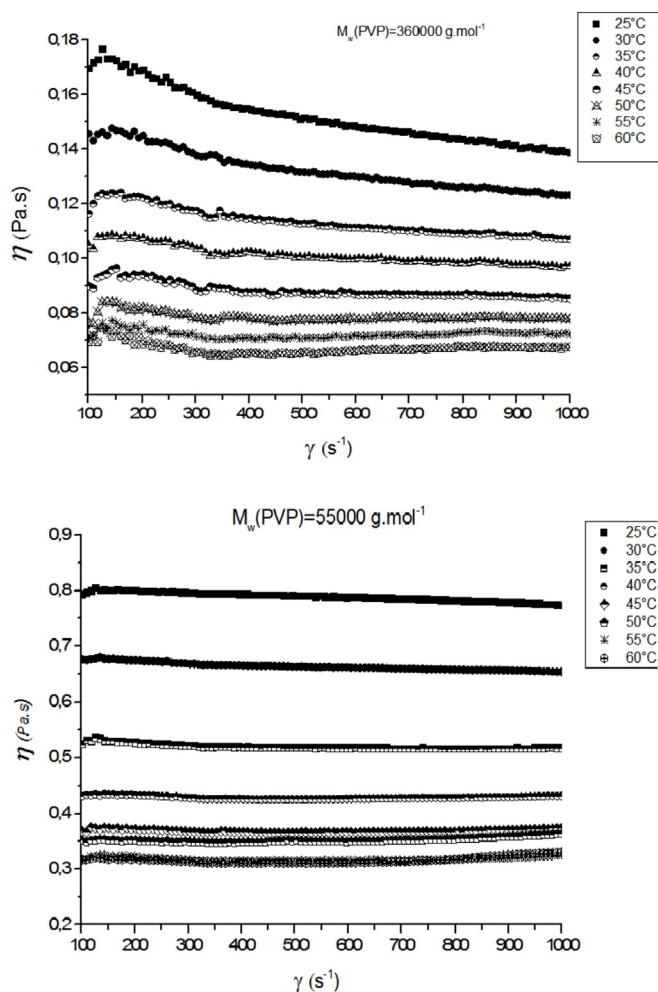 M_w(PVP)=360000 g.mol⁻¹
25°C
30°C
35°C
40°C
45°C
50°C
55°C
60°C
0,18
0,16
0,14
0,12
0,10
0,08
0,06
η (Pa.s)
100 200 300 400 500 600 700 800 900 1000
γ (s⁻¹)
M_w(PVP)=55000 g.mol⁻¹
25°C
30°C
35°C
40°C
45°C
50°C
55°C
60°C
0,9
0,8
0,7
0,6
0,5
0,4
0,3
0,2
η (Pa.s)
100 200 300 400 500 600 700 800 900 1000
γ (s⁻¹)